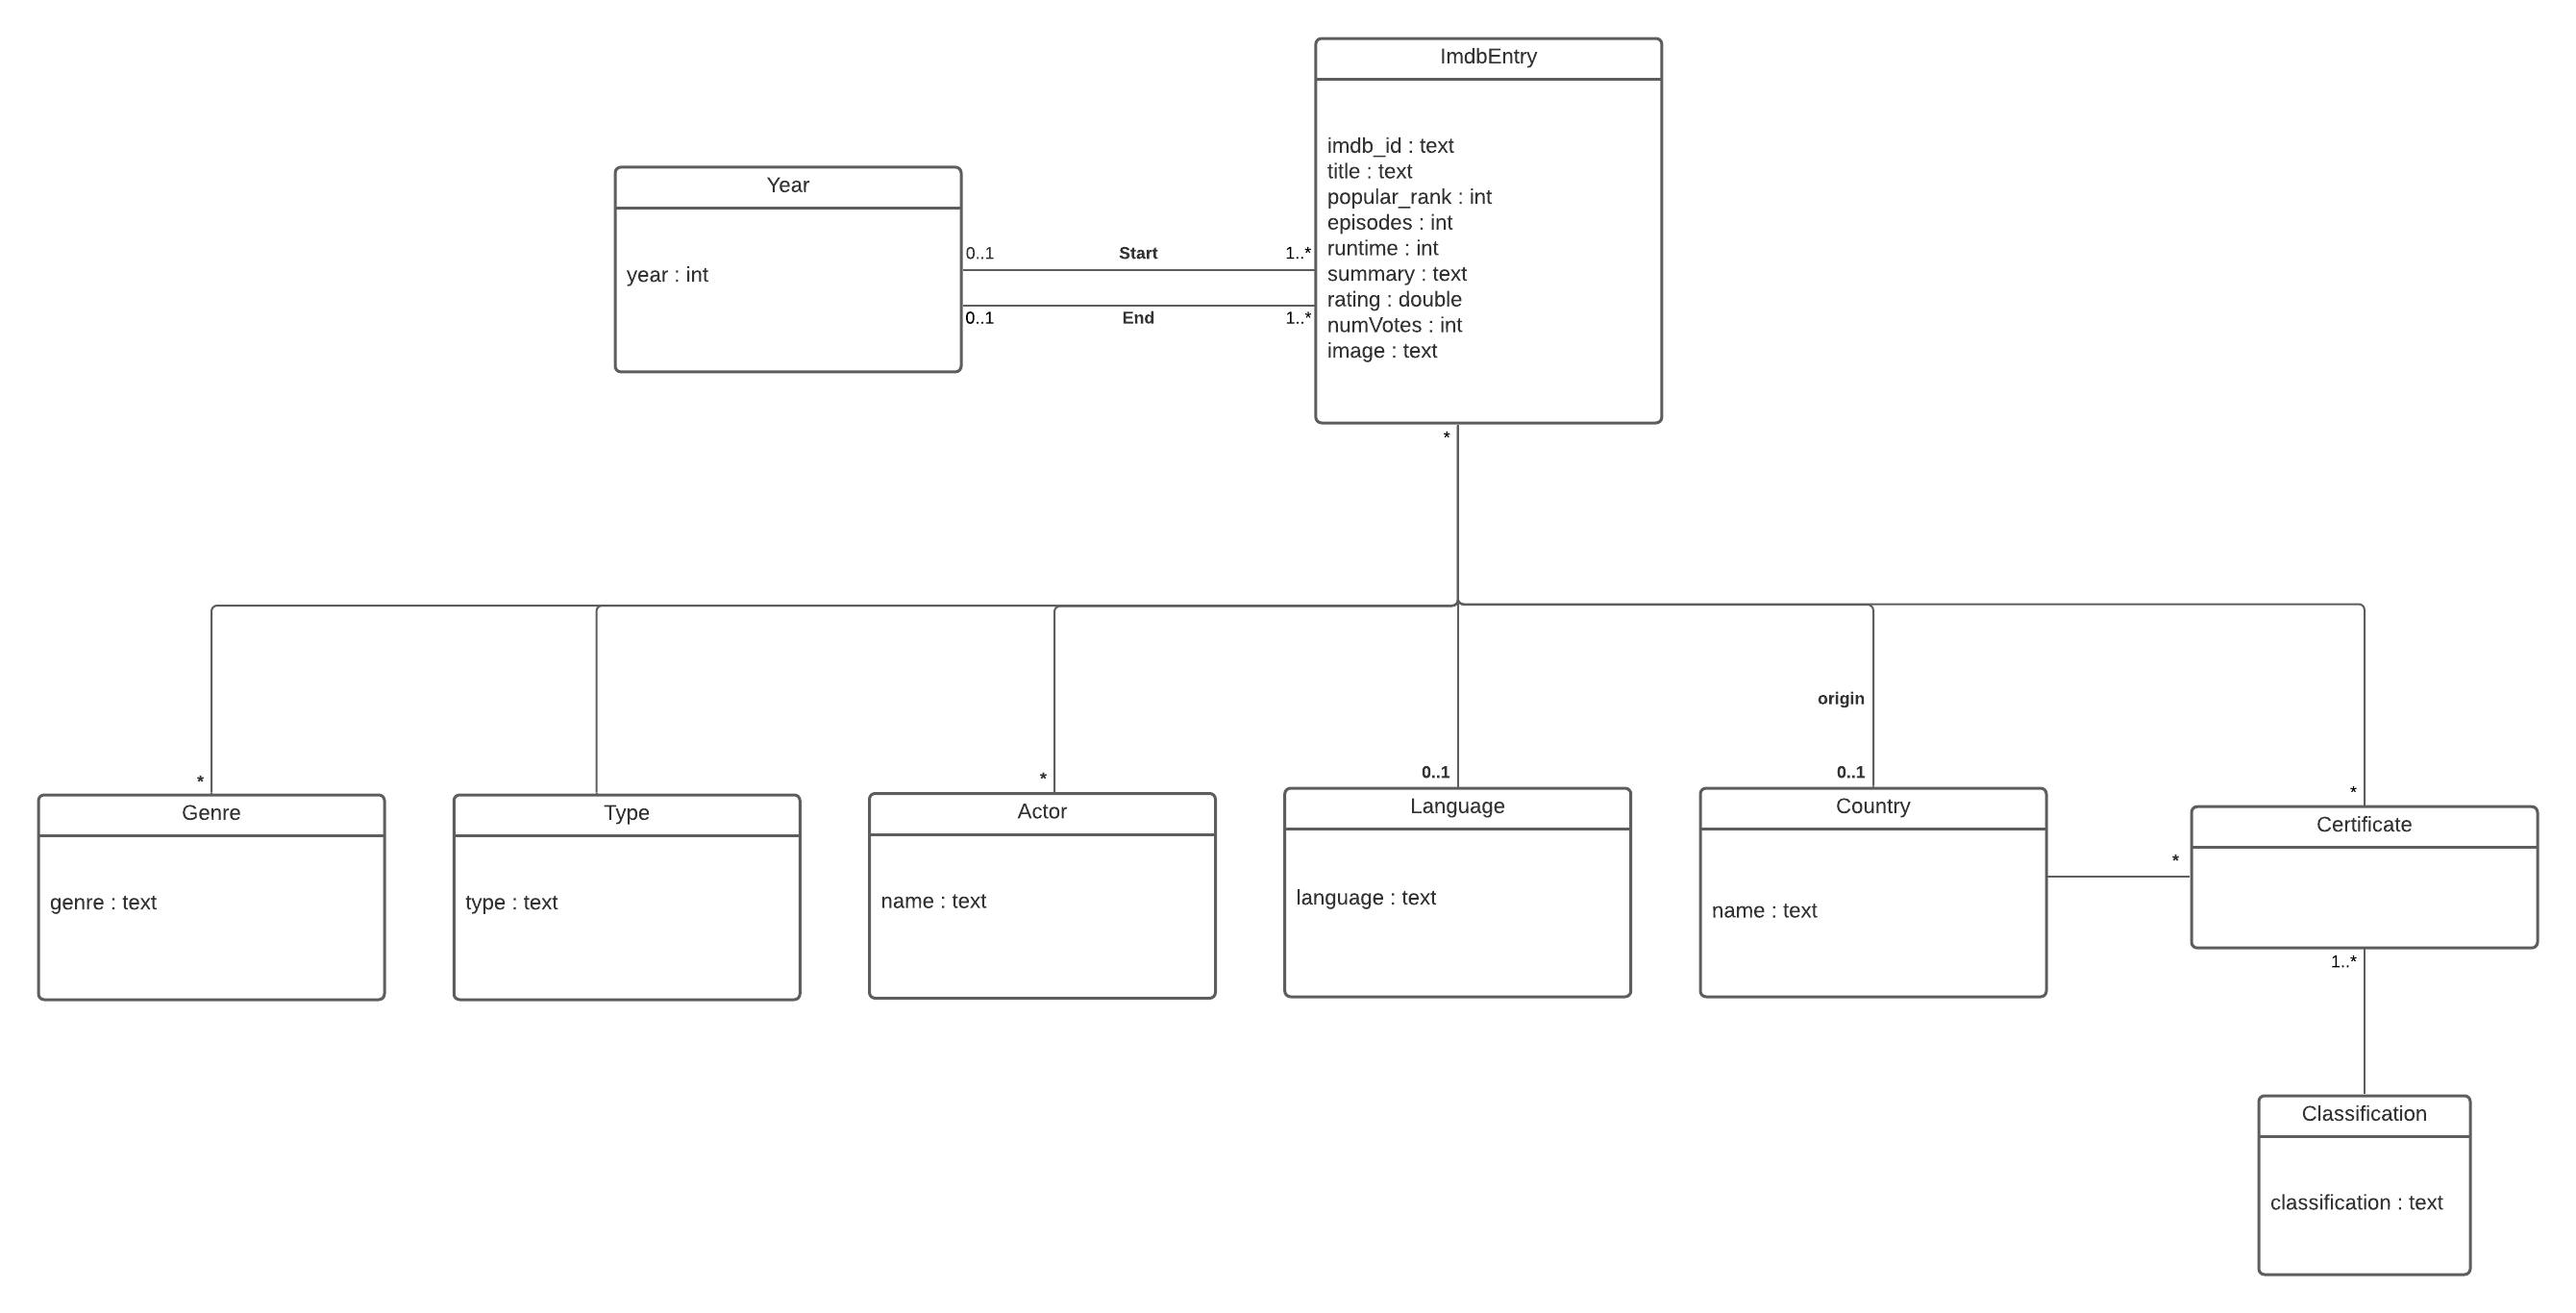 ImdbEntry
imdb_id : text
title : text
popular_rank : int
episodes : int
runtime : int
summary : text
rating : double
numVotes : int
image : text
Year
year : int
0..1 Start 1..*
0..1 End 1..*
*
origin
* * 0..1 0..1 *
Genre
genre : text
Type
type : text
Actor
name : text
Language
language : text
Country
name : text
*
Certificate
1..*
Classification
classification : text